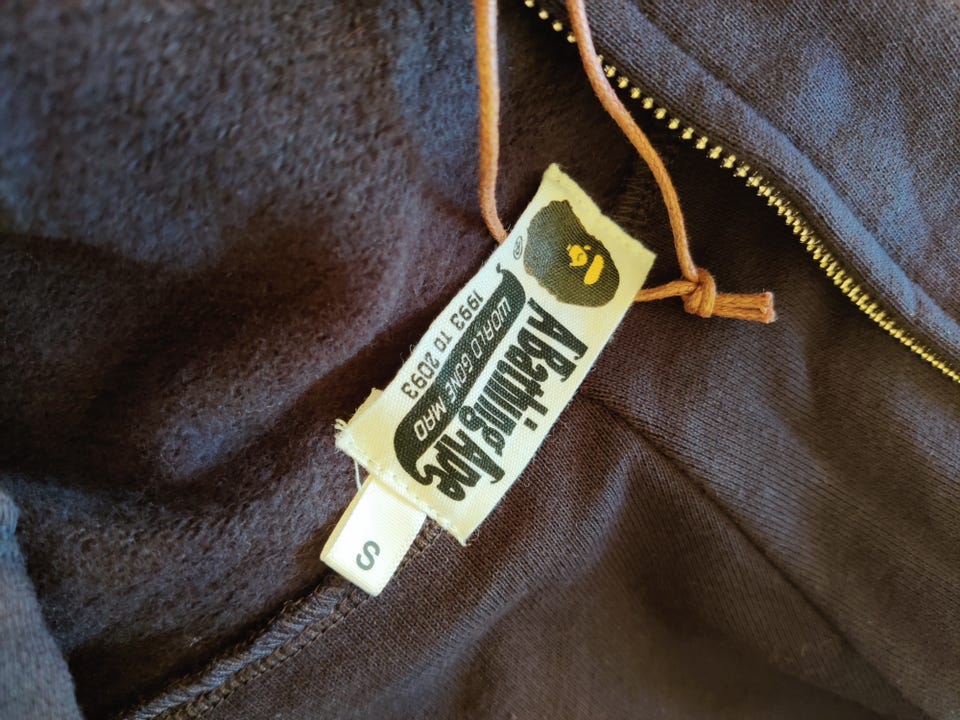 A Bathing Ape
®
WORLD GONE MAD
1993 TO 2093
S